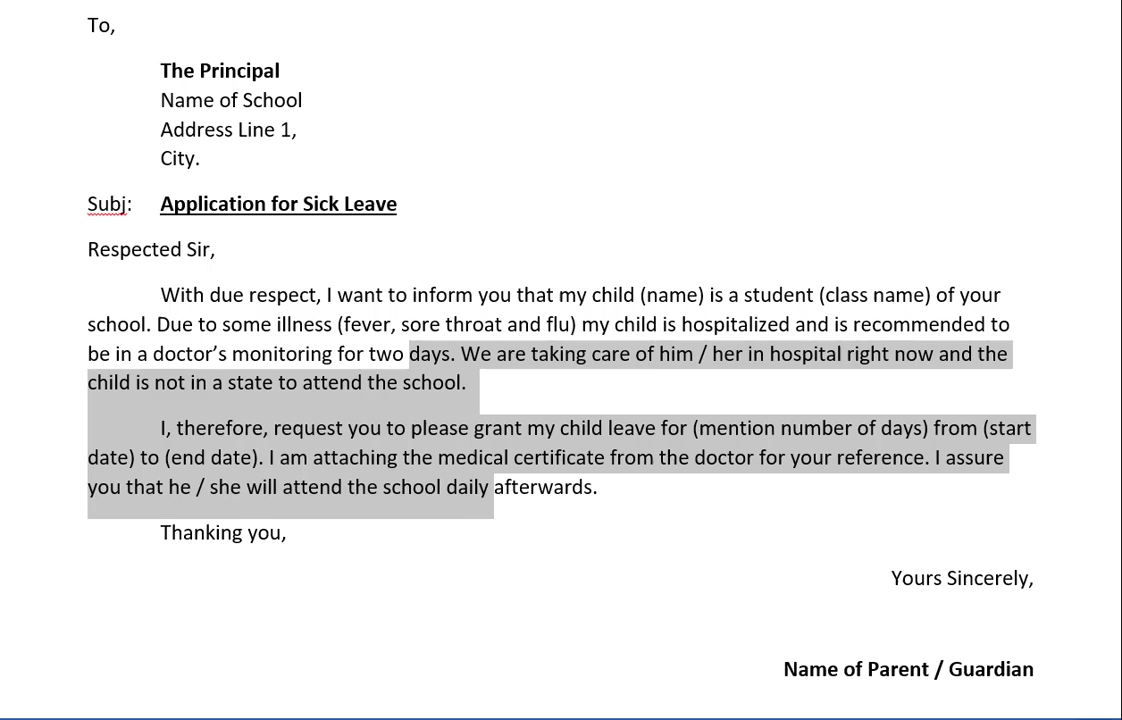 To,
The Principal
Name of School
Address Line 1,
City.
Subj: Application for Sick Leave
Respected Sir,
With due respect, I want to inform you that my child (name) is a student (class name) of your
school. Due to some illness (fever, sore throat and flu) my child is hospitalized and is recommended to
be in a doctor’s monitoring for two days. We are taking care of him / her in hospital right now and the
child is not in a state to attend the school.
I, therefore, request you to please grant my child leave for (mention number of days) from (start
date) to (end date). I am attaching the medical certificate from the doctor for your reference. I assure
you that he / she will attend the school daily afterwards.
Thanking you,
Yours Sincerely,
Name of Parent / Guardian